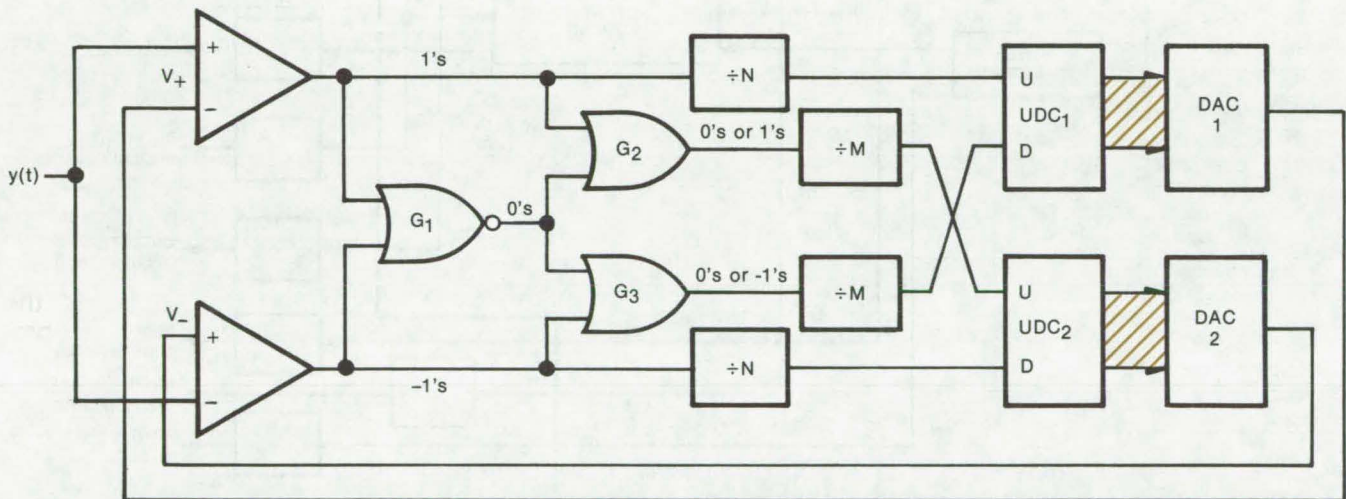 +
V+
−
1's
÷N
U
UDC1
D
DAC
1
G2
0's or 1's
÷M
y(t)
G1
0's
G3
0's or -1's
÷M
V−
+
−
-1's
÷N
U
UDC2
D
DAC
2